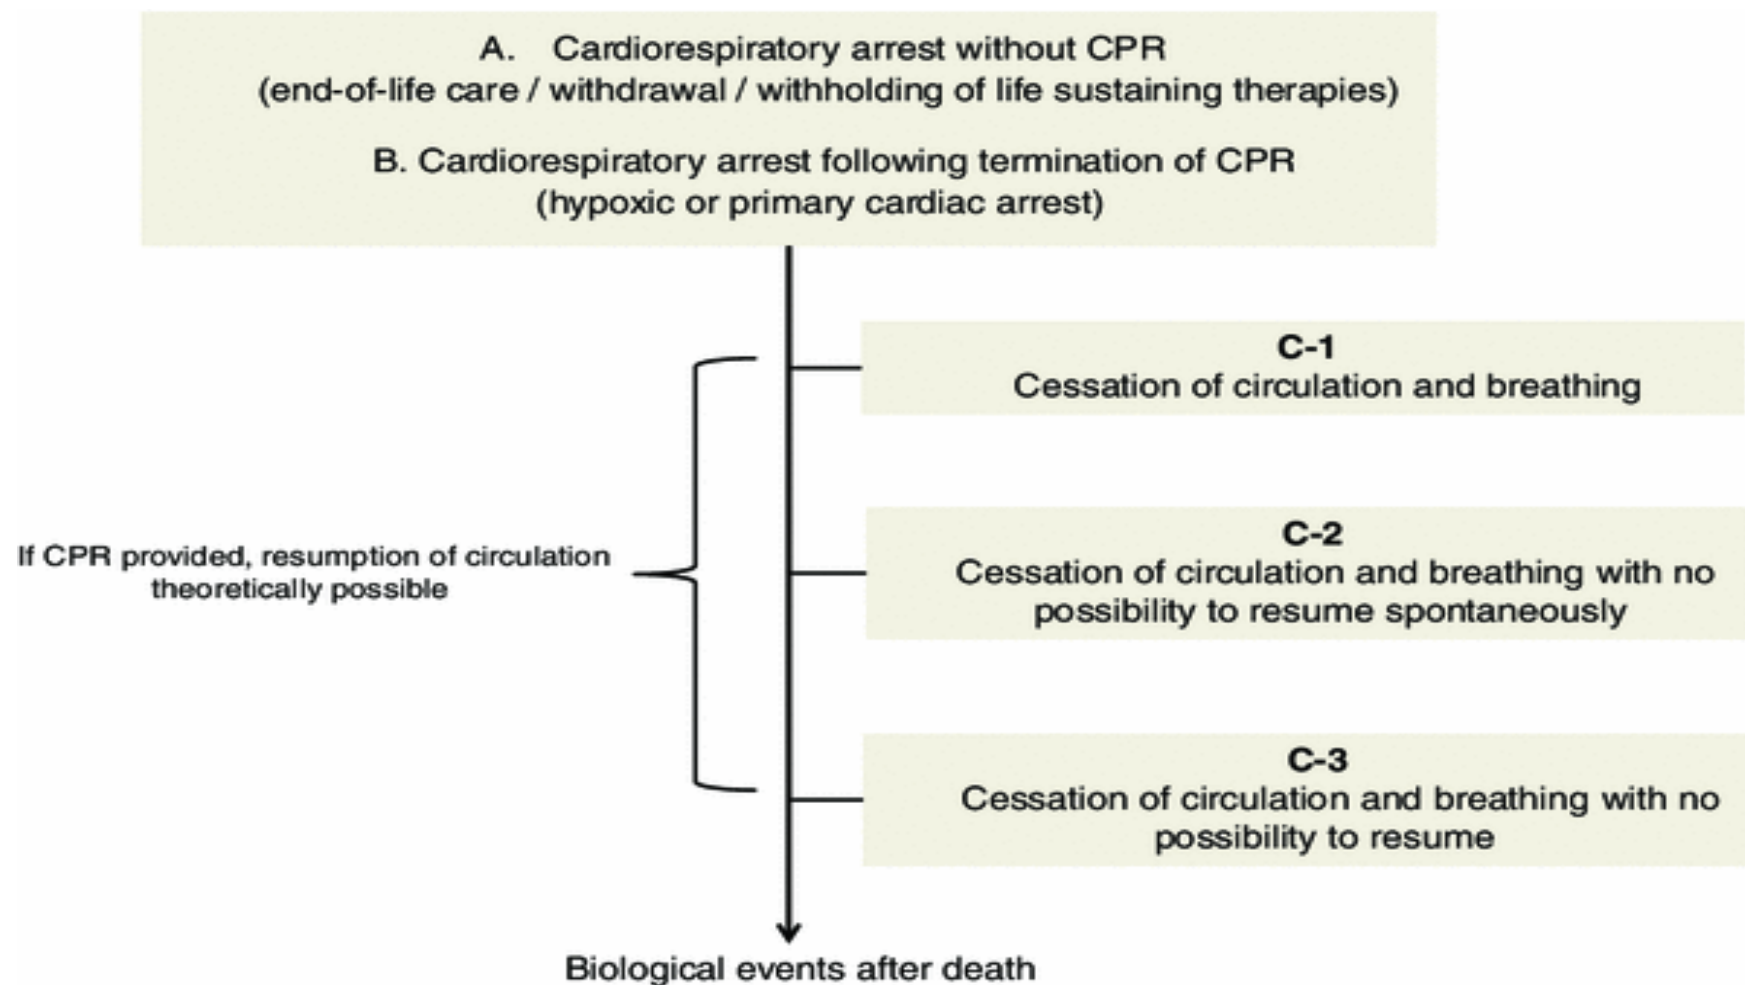 A. Cardiorespiratory arrest without CPR
(end-of-life care / withdrawal / withholding of life sustaining therapies)
B. Cardiorespiratory arrest following termination of CPR
(hypoxic or primary cardiac arrest)
C-1
Cessation of circulation and breathing
If CPR provided, resumption of circulation
theoretically possible
C-2
Cessation of circulation and breathing with no
possibility to resume spontaneously
C-3
Cessation of circulation and breathing with no
possibility to resume
Biological events after death